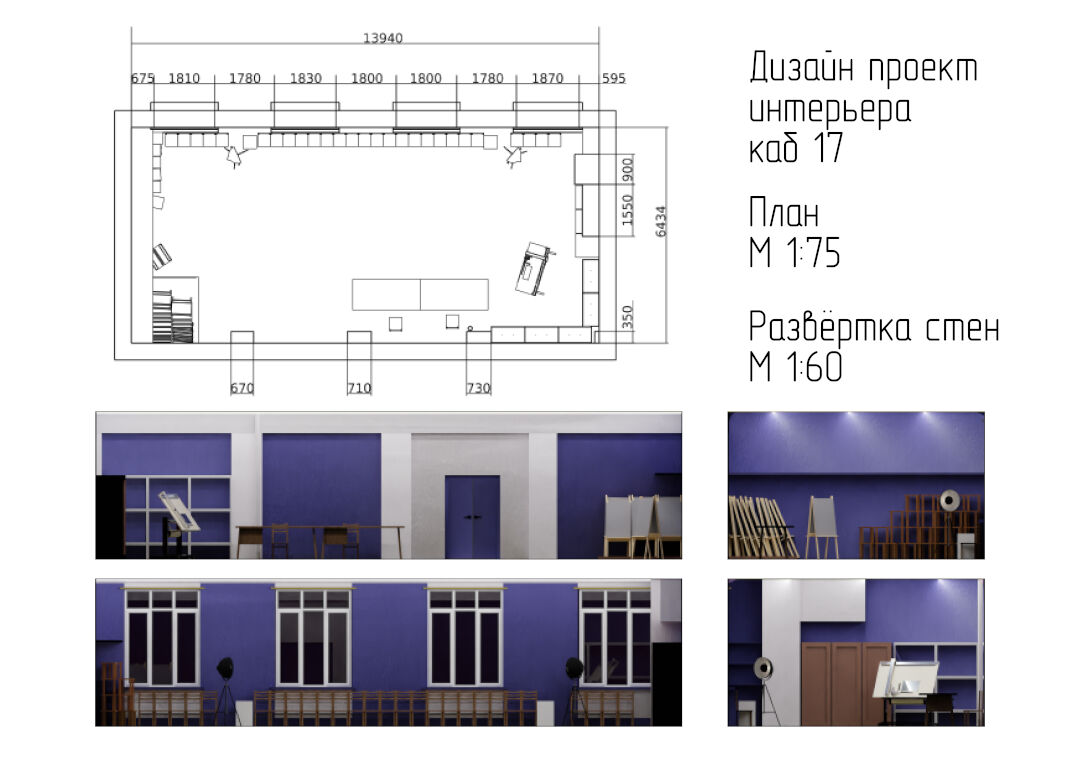 13940
675 1810 1780 1830 1800 1800 1780 1870 595
900
1550
6434
350
670 710 730
Дизайн проект
интерьера
каб 17
План
М 1:75
Развёртка стен
М 1:60